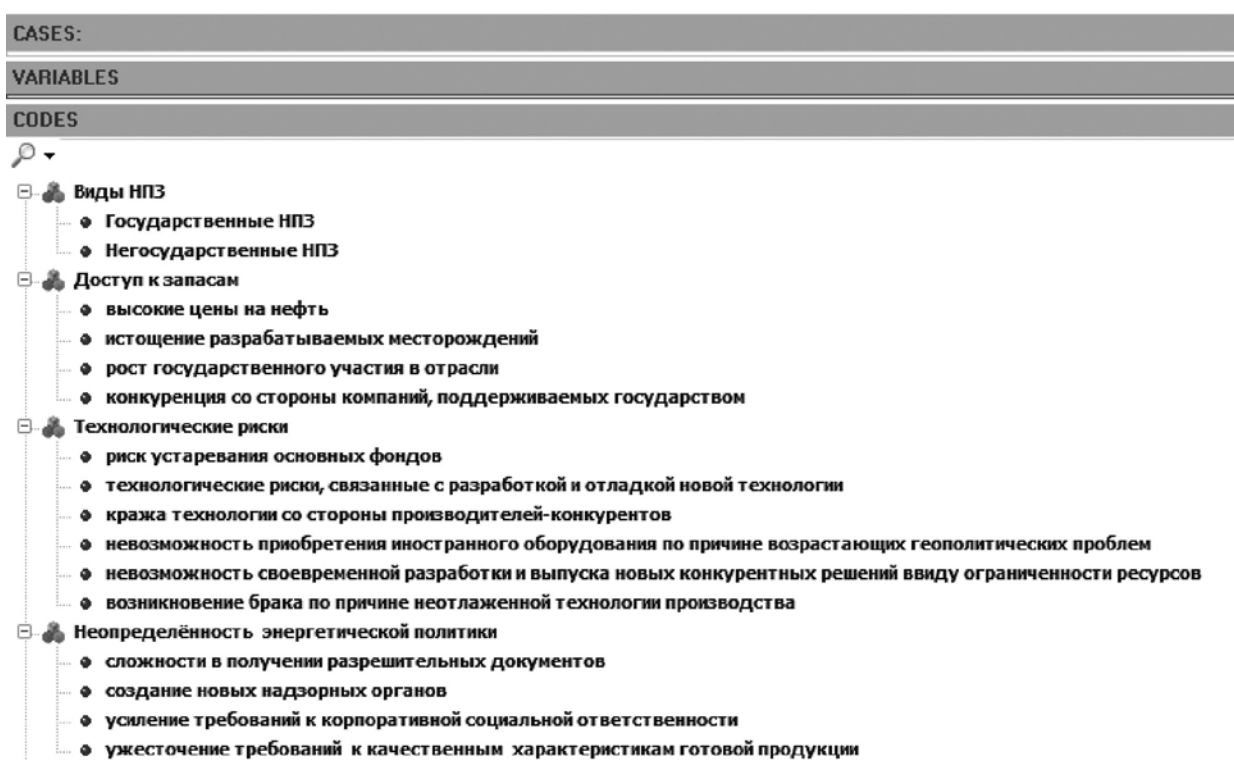 CASES:
VARIABLES
CODES
Виды НПЗ
Государственные НПЗ
Негосударственные НПЗ
Доступ к запасам
высокие цены на нефть
истощение разрабатываемых месторождений
рост государственного участия в отрасли
конкуренция со стороны компаний, поддерживаемых государством
Технологические риски
риск устаревания основных фондов
технологические риски, связанные с разработкой и отладкой новой технологии
кража технологии со стороны производителей-конкурентов
невозможность приобретения иностранного оборудования по причине возрастающих геополитических проблем
невозможность своевременной разработки и выпуска новых конкурентных решений ввиду ограниченности ресурсов
возникновение брака по причине неотлаженной технологии производства
Неопределённость энергетической политики
сложности в получении разрешительных документов
создание новых надзорных органов
усиление требований к корпоративной социальной ответственности
ужесточение требований к качественным характеристикам готовой продукции